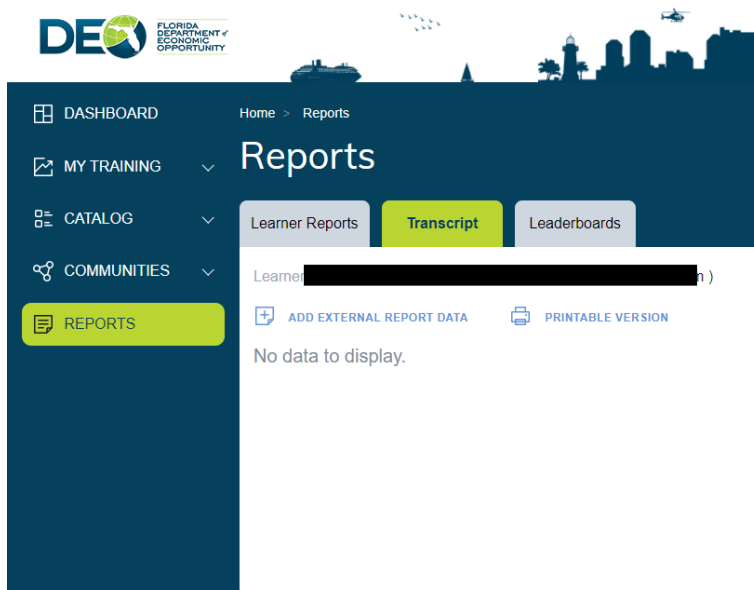 DEO
FLORIDA
DEPARTMENT of
ECONOMIC
OPPORTUNITY
DASHBOARD
MY TRAINING
CATALOG
COMMUNITIES
REPORTS
Home > Reports
Reports
Learner Reports
Transcript
Leaderboards
Learner
)
ADD EXTERNAL REPORT DATA
PRINTABLE VERSION
No data to display.